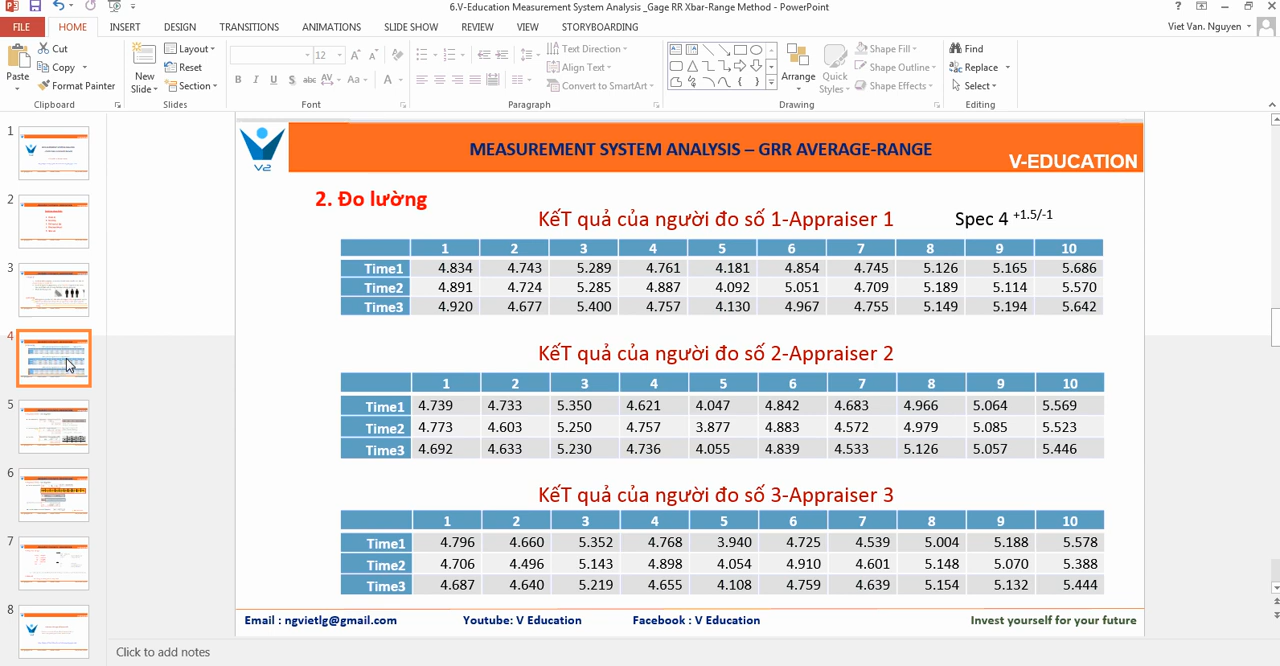 6.V-Education Measurement System Analysis _Gage RR Xbar-Range Method - PowerPoint
FILE HOME INSERT DESIGN TRANSITIONS ANIMATIONS SLIDE SHOW REVIEW VIEW STORYBOARDING Viet Van. Nguyen
Paste
Cut
Copy
Format Painter
Clipboard
New Slide
Layout
Reset
Section
Slides
12
Font
Text Direction
Align Text
Convert to SmartArt
Paragraph
Arrange
Quick Styles
Shape Fill
Shape Outline
Shape Effects
Drawing
Find
Replace
Select
Editing
1
2
3
4
5
6
7
8
V2
MEASUREMENT SYSTEM ANALYSIS – GRR AVERAGE-RANGE
V-EDUCATION
2. Đo lường
KếT quả của người đo số 1-Appraiser 1
Spec 4 +1.5/-1
1 2 3 4 5 6 7 8 9 10
Time1 4.834 4.743 5.289 4.761 4.181 4.854 4.745 5.126 5.165 5.686
Time2 4.891 4.724 5.285 4.887 4.092 5.051 4.709 5.189 5.114 5.570
Time3 4.920 4.677 5.400 4.757 4.130 4.967 4.755 5.149 5.194 5.642
KếT quả của người đo số 2-Appraiser 2
1 2 3 4 5 6 7 8 9 10
Time1 4.739 4.733 5.350 4.621 4.047 4.842 4.683 4.966 5.064 5.569
Time2 4.773 4.603 5.250 4.757 3.877 4.883 4.572 4.979 5.085 5.523
Time3 4.692 4.633 5.230 4.736 4.055 4.839 4.533 5.126 5.057 5.446
KếT quả của người đo số 3-Appraiser 3
1 2 3 4 5 6 7 8 9 10
Time1 4.796 4.660 5.352 4.768 3.940 4.725 4.539 5.004 5.188 5.578
Time2 4.706 4.496 5.143 4.898 4.054 4.910 4.601 5.148 5.070 5.388
Time3 4.687 4.640 5.219 4.655 4.108 4.759 4.639 5.154 5.132 5.444
Email : ngvietlg@gmail.com Youtube: V Education Facebook : V Education Invest yourself for your future
Click to add notes